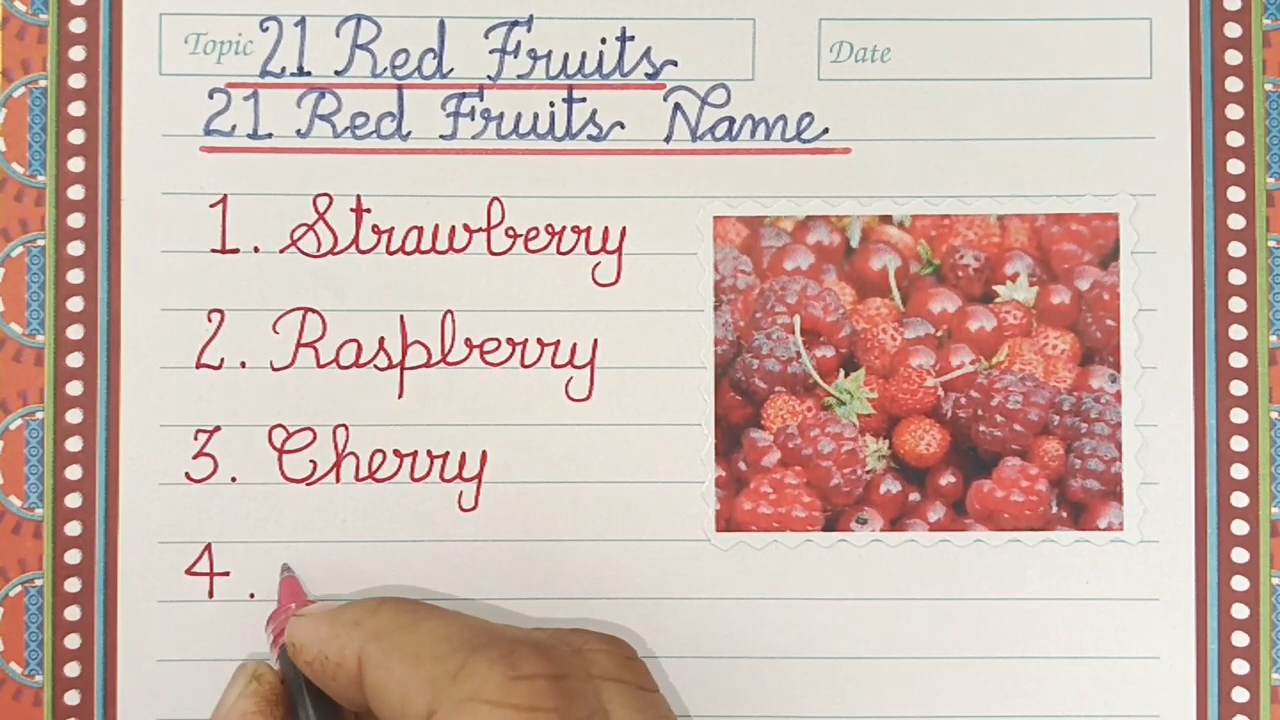 Topic 21 Red Fruits
Date
21 Red Fruits Name
1. Strawberry
2. Raspberry
3. Cherry
4.